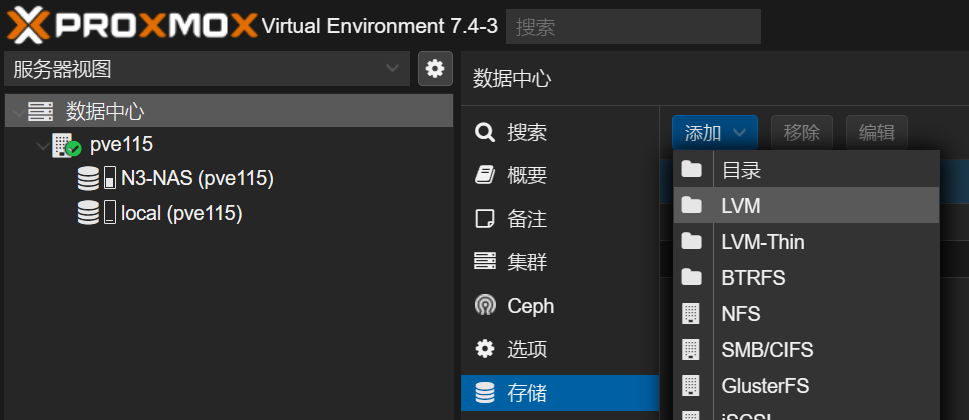 PROXMOX Virtual Environment 7.4-3 搜索
服务器视图
数据中心
pve115
N3-NAS (pve115)
local (pve115)
数据中心
搜索
概要
备注
集群
Ceph
选项
存储
添加 移除 编辑
目录
LVM
LVM-Thin
BTRFS
NFS
SMB/CIFS
GlusterFS
iSCSI